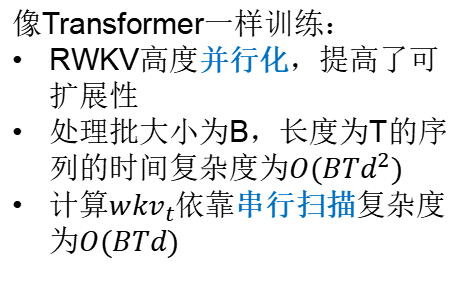 像Transformer一样训练：
• RWKV高度并行化，提高了可
扩展性
• 处理批大小为B，长度为T的序
列的时间复杂度为𝑂(𝐵𝑇𝑑²)
• 计算𝑤𝑘𝑣ₜ依靠串行扫描复杂度
为𝑂(𝐵𝑇𝑑)